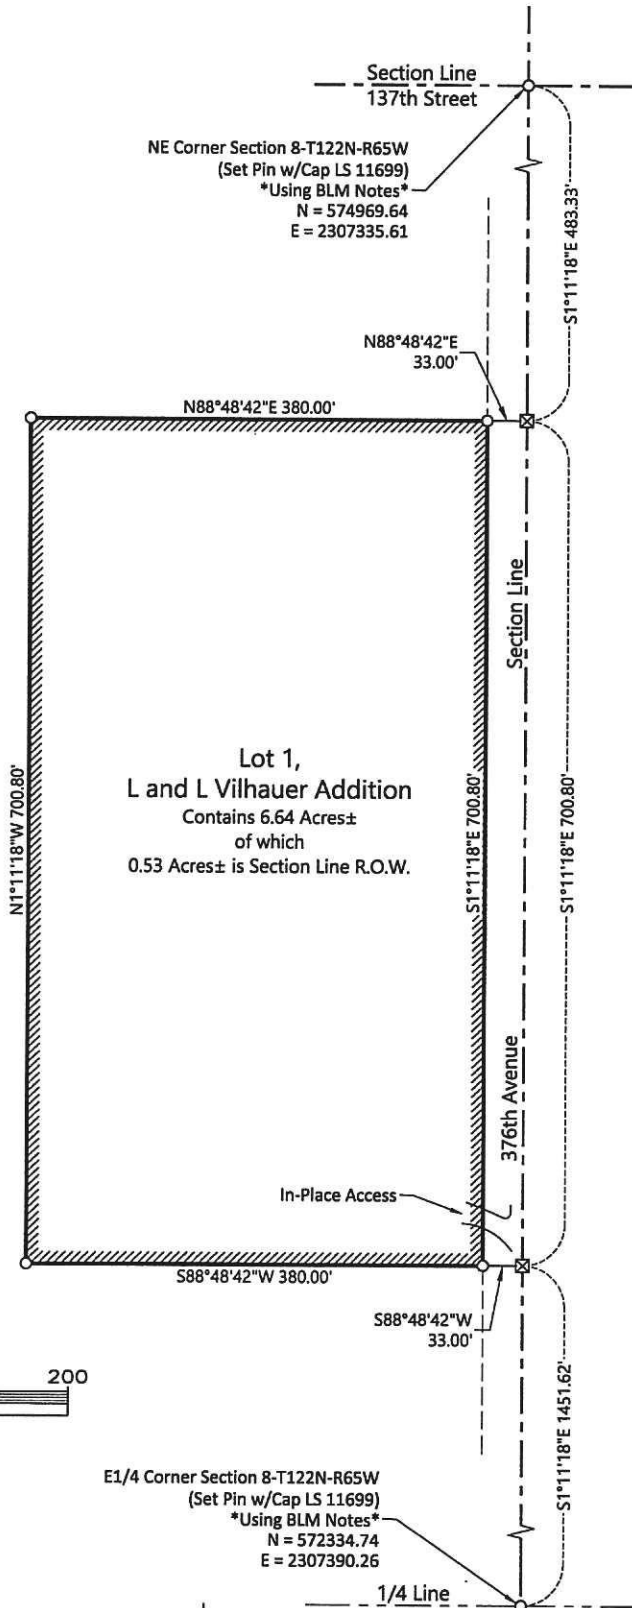 Section Line
137th Street
NE Corner Section 8-T122N-R65W
(Set Pin w/Cap LS 11699)
*Using BLM Notes*
N = 574969.64
E = 2307335.61
S1°11'18"E 483.33'
N88°48'42"E
33.00'
N88°48'42"E 380.00'
Section Line
Lot 1,
L and L Vilhauer Addition
Contains 6.64 Acres±
of which
0.53 Acres± is Section Line R.O.W.
N1°11'18"W 700.80'
S1°11'18"E 700.80'
S1°11'18"E 700.80'
376th Avenue
In-Place Access
S88°48'42"W 380.00'
S88°48'42"W
33.00'
200
S1°11'18"E 1451.62'
E1/4 Corner Section 8-T122N-R65W
(Set Pin w/Cap LS 11699)
*Using BLM Notes*
N = 572334.74
E = 2307390.26
1/4 Line